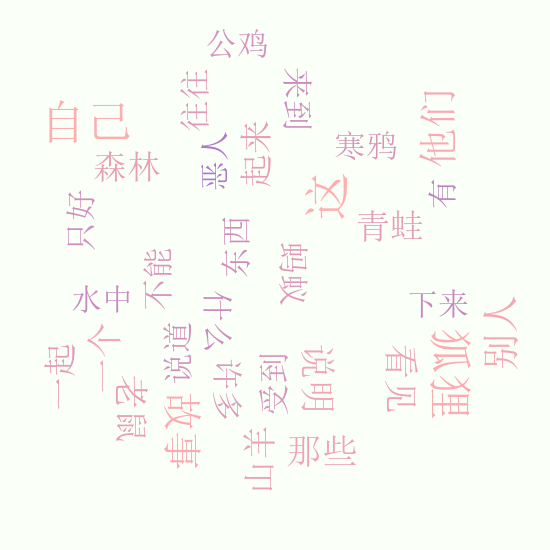 公鸡
往往
来到
自己
他们
恶人
起来
寒鸦
森林
这
有
只好
青蛙
东西
不能
蚂蚁
水中
下来
什么
别人
一个
说道
一起
狐狸
看见
说明
受到
许多
老鼠
故事
山羊
那些